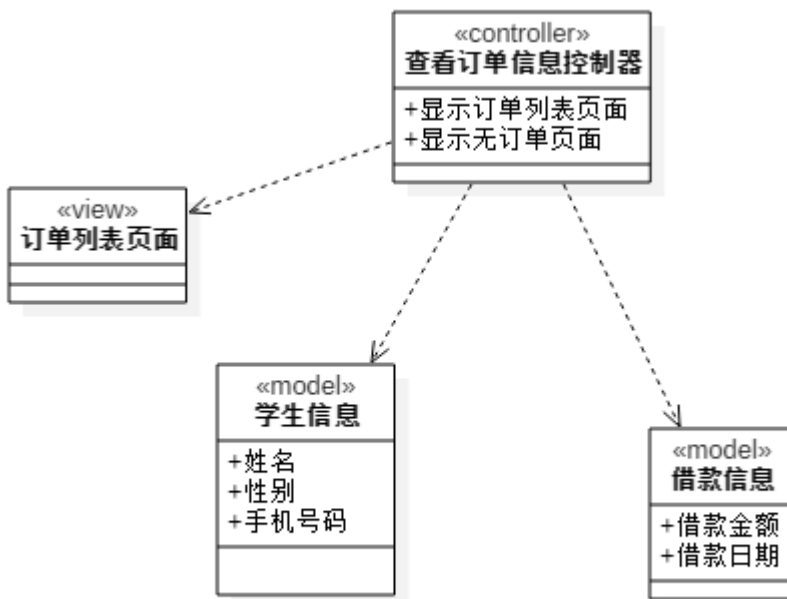 «controller»
查看订单信息控制器
+显示订单列表页面
+显示无订单页面
«view»
订单列表页面
«model»
学生信息
+姓名
+性别
+手机号码
«model»
借款信息
+借款金额
+借款日期